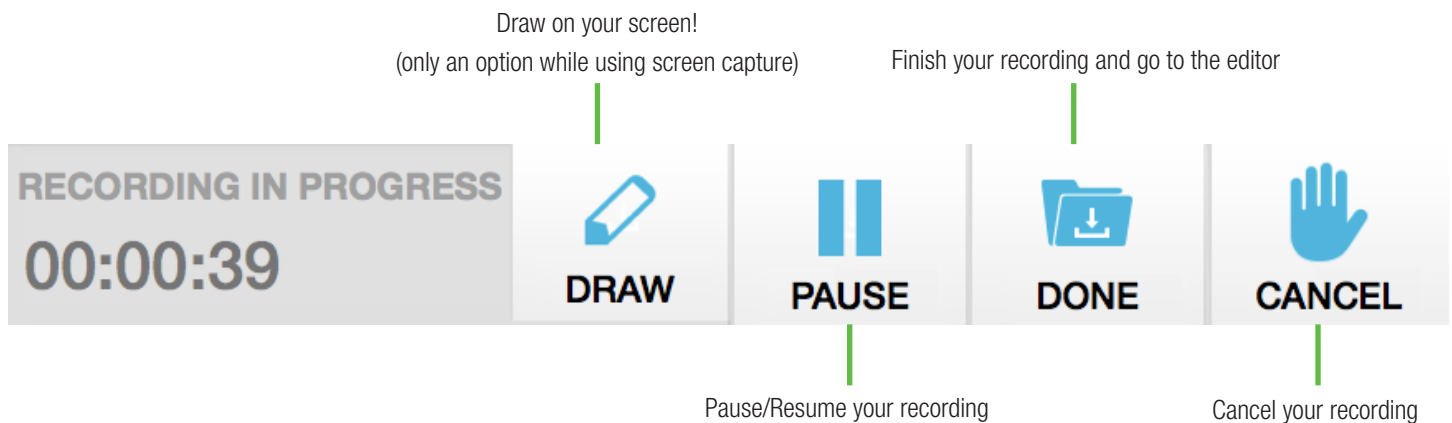 Draw on your screen!
(only an option while using screen capture)
Finish your recording and go to the editor
RECORDING IN PROGRESS
00:00:39
DRAW
PAUSE
DONE
CANCEL
Pause/Resume your recording
Cancel your recording